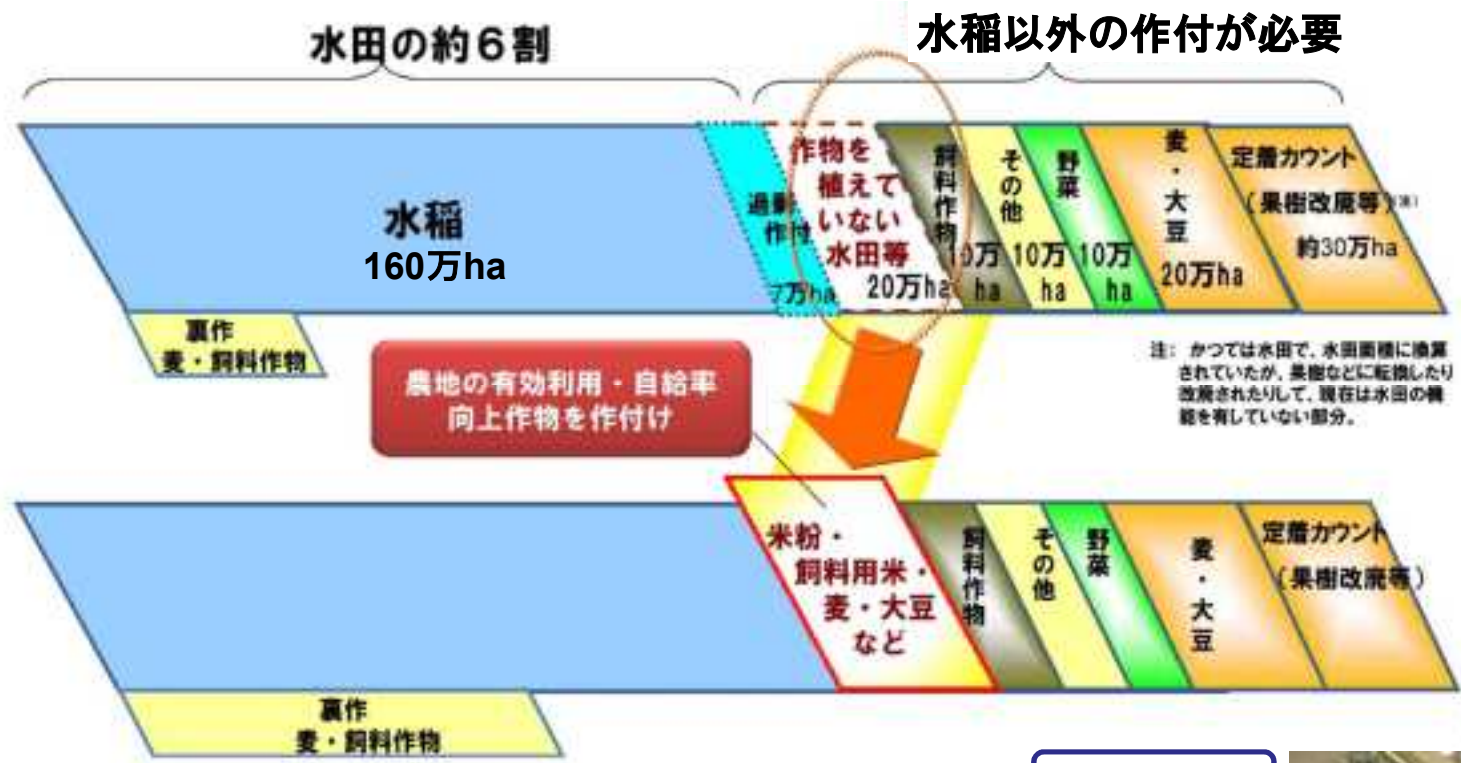 水田の約6割
水稲以外の作付が必要
水稲
160万ha
過剰
作付
7万ha
作物を
植えて
いない
水田等
20万ha
飼料作物
10万
ha
その他
10万
ha
野菜
10万
ha
麦・大豆
20万ha
定着カウント
(果樹改廃等)(注)
約30万ha
裏作
麦・飼料作物
農地の有効利用・自給率
向上作物を作付け
注: かつては水田で、水田面積に換算
されていたが、果樹などに転換したり
改廃されたりして、現在は水田の機
能を有していない部分。
米粉・
飼料用米・
麦・大豆
など
飼料作物
その他
野菜
麦・大豆
定着カウント
(果樹改廃等)
裏作
麦・飼料作物